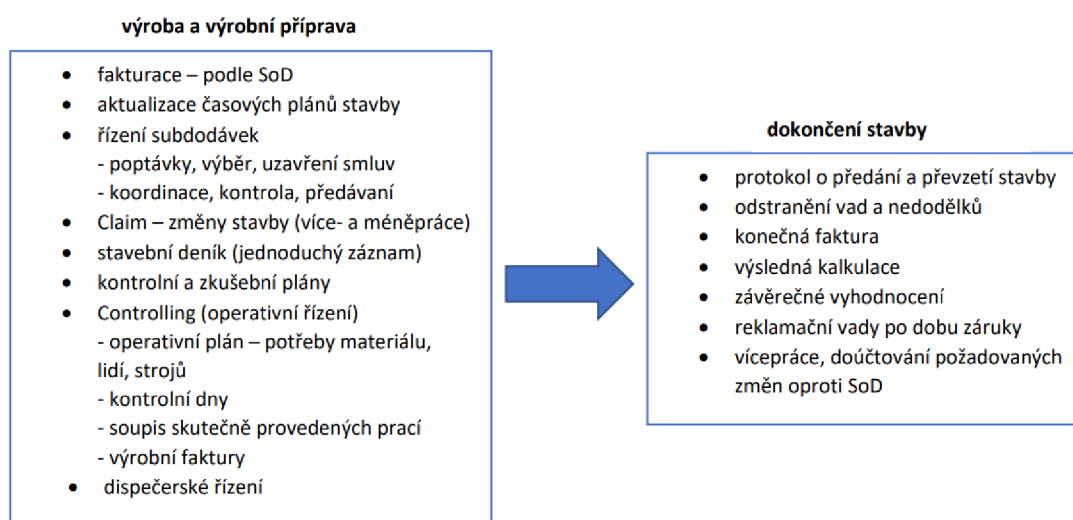 výroba a výrobní příprava
• fakturace – podle SoD
• aktualizace časových plánů stavby
• řízení subdodávek
- poptávky, výběr, uzavření smluv
- koordinace, kontrola, předávaní
• Claim – změny stavby (více- a méněpráce)
• stavební deník (jednoduchý záznam)
• kontrolní a zkušební plány
• Controlling (operativní řízení)
- operativní plán – potřeby materiálu,
lidí, strojů
- kontrolní dny
- soupis skutečně provedených prací
- výrobní faktury
• dispečerské řízení
dokončení stavby
• protokol o předání a převzetí stavby
• odstranění vad a nedodělků
• konečná faktura
• výsledná kalkulace
• závěrečné vyhodnocení
• reklamační vady po dobu záruky
• vícepráce, doúčtování požadovaných
změn oproti SoD